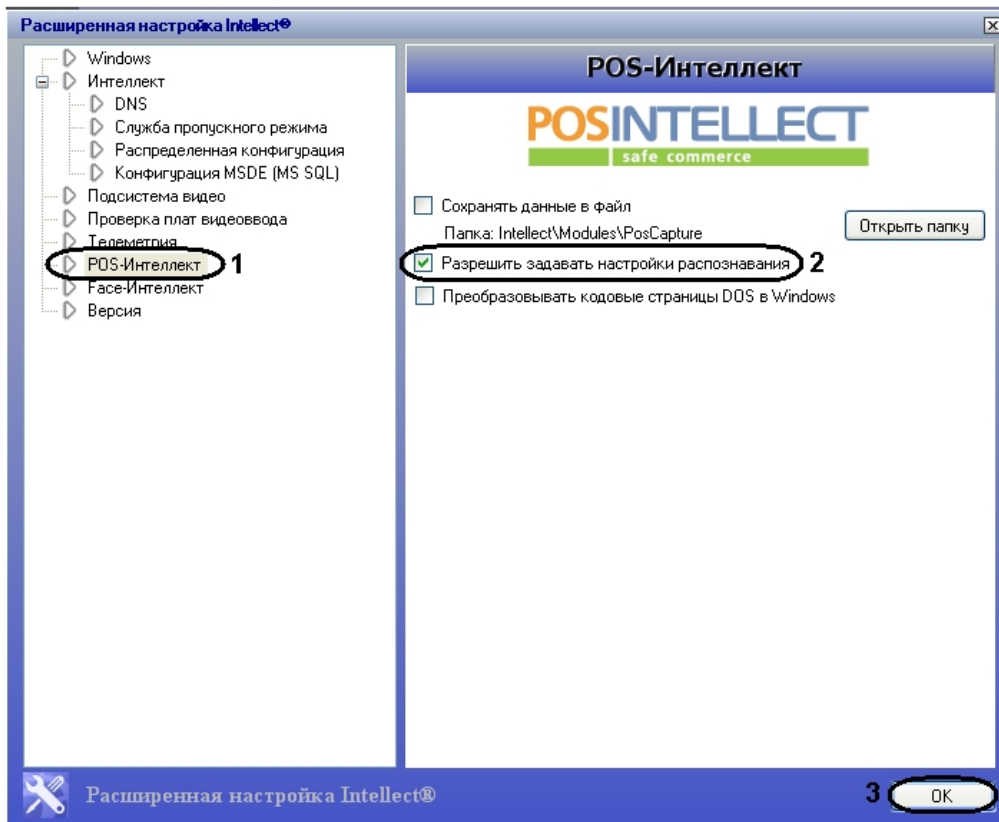 Расширенная настройка Intellect®
Windows
Интеллект
DNS
Служба пропускного режима
Распределенная конфигурация
Конфигурация MSDE (MS SQL)
Подсистема видео
Проверка плат видеоввода
Телеметрия
POS-Интеллект 1
Face-Интеллект
Версия
POS-Интеллект
POSINTELLECT
safe commerce
Сохранять данные в файл
Папка: Intellect\Modules\PosCapture
Открыть папку
Разрешить задавать настройки распознавания 2
Преобразовывать кодовые страницы DOS в Windows
Расширенная настройка Intellect®
3 OK